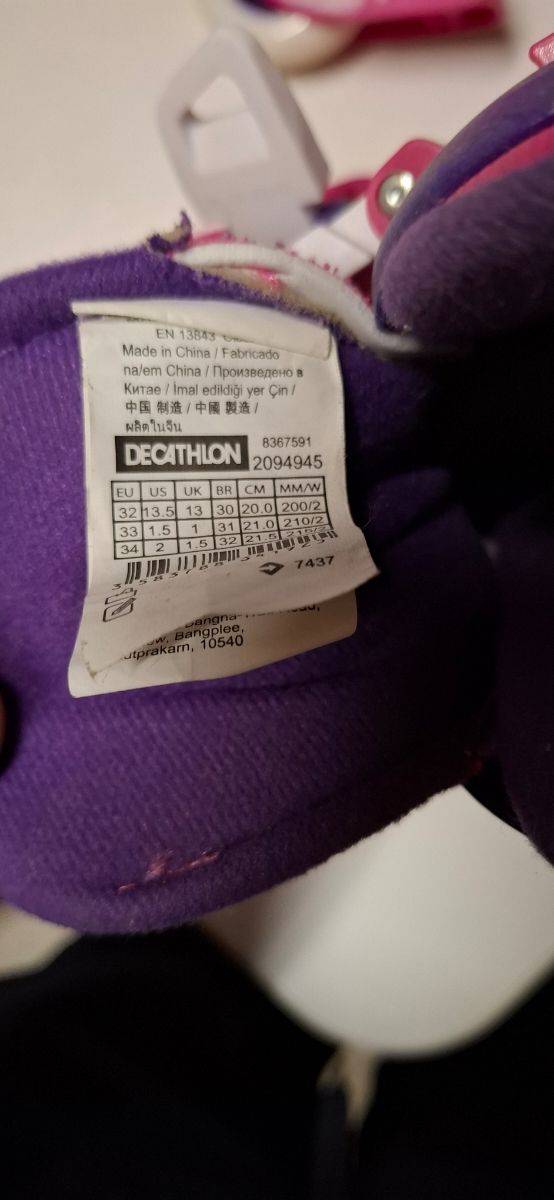 EN 13843
Made in China / Fabricado
na/em China / Произведено в
Китае / İmal edildiği yer Çin /
中国 制造 / 中國 製造 /
ผลิตในจีน
DECATHLON 8367591
2094945
EU US UK BR CM MM/W
32 13.5 13 30 20.0 200/2
33 1.5 1 31 21.0 210/2
34 2 1.5 32 21.5 215/2
7437
Bangna-
Bangplee,
10540